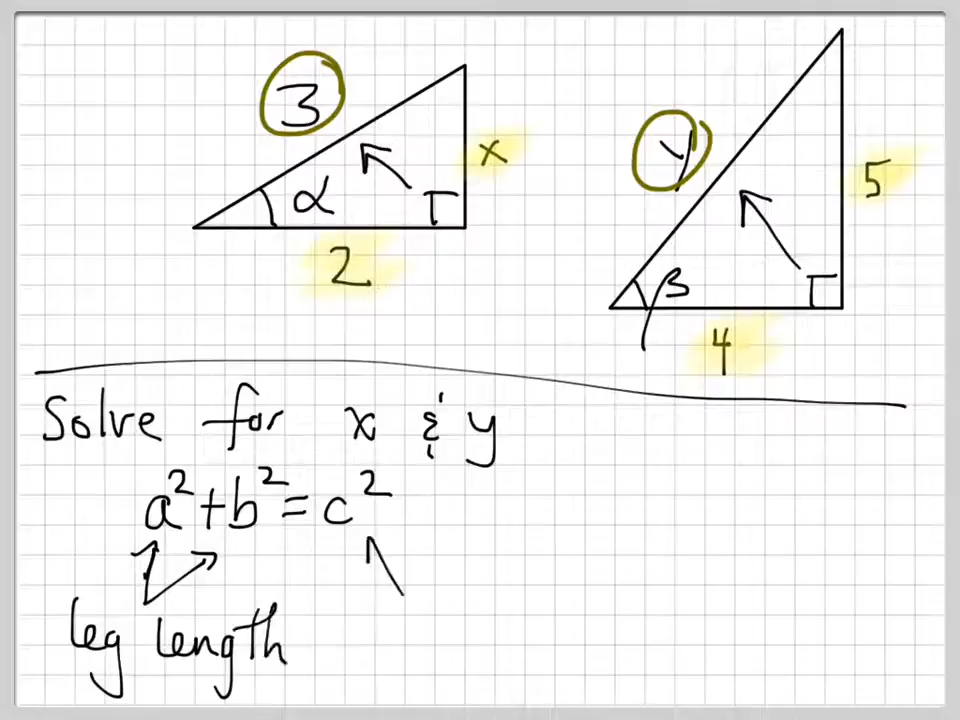 3
α
x
2
y
5
β
4
Solve for x & y
a² + b² = c²
leg length